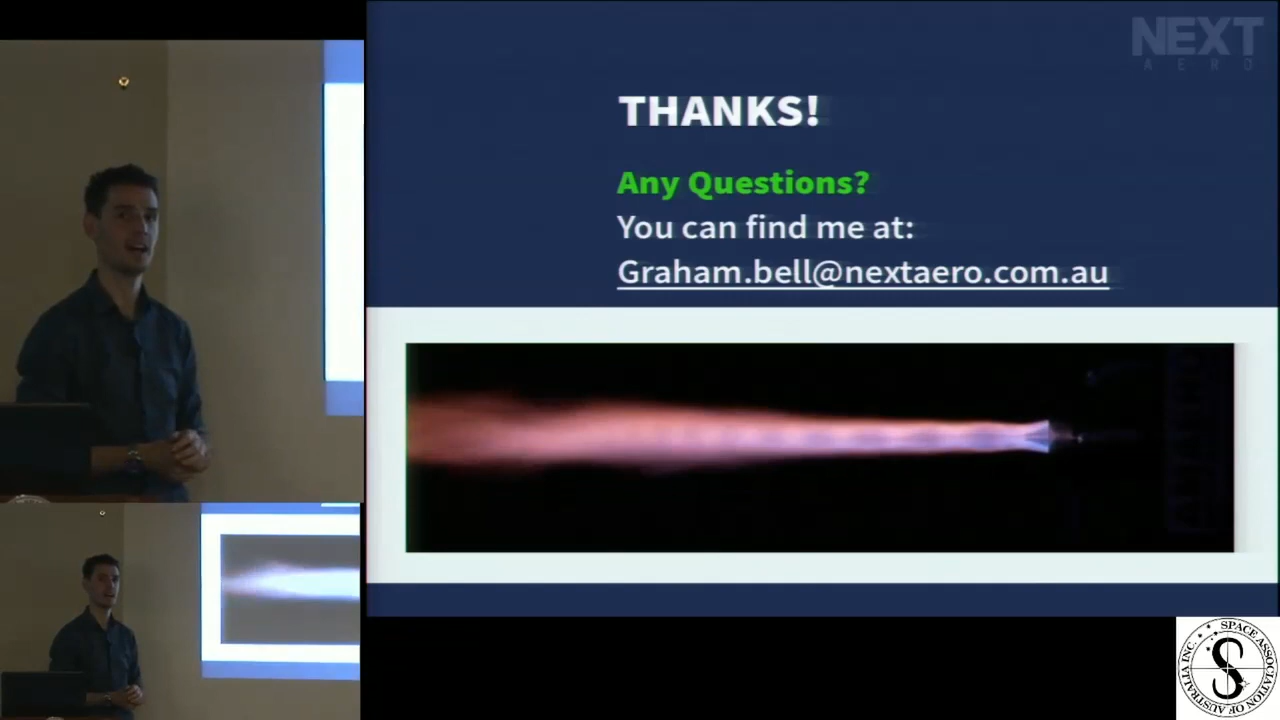 NEXT
AERO
THANKS!
Any Questions?
You can find me at:
Graham.bell@nextaero.com.au
SPACE ASSOCIATION
OF AUSTRALIA INC.